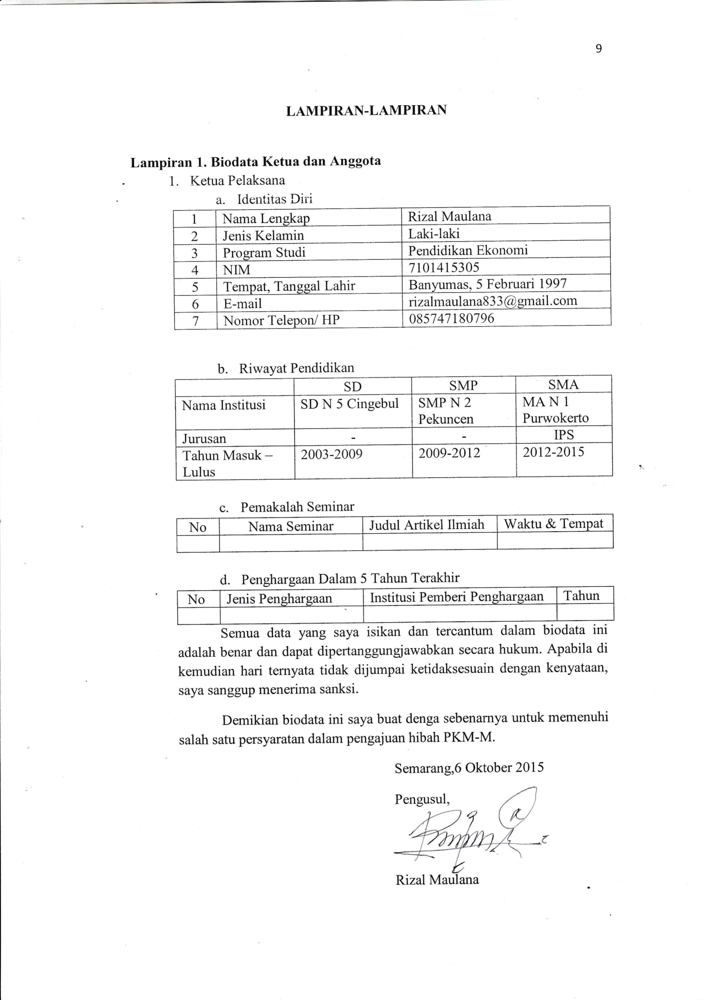 9
LAMPIRAN-LAMPIRAN
Lampiran 1. Biodata Ketua dan Anggota
1. Ketua Pelaksana
a. Identitas Diri
1 Nama Lengkap Rizal Maulana
2 Jenis Kelamin Laki-laki
3 Program Studi Pendidikan Ekonomi
4 NIM 7101415305
5 Tempat, Tanggal Lahir Banyumas, 5 Februari 1997
6 E-mail rizalmaulana833@gmail.com
7 Nomor Telepon/ HP 085747180796
b. Riwayat Pendidikan
SD SMP SMA
Nama Institusi SD N 5 Cingebul SMP N 2 MA N 1
Pekuncen Purwokerto
Jurusan - - IPS
Tahun Masuk – 2003-2009 2009-2012 2012-2015
Lulus
c. Pemakalah Seminar
No Nama Seminar Judul Artikel Ilmiah Waktu & Tempat
d. Penghargaan Dalam 5 Tahun Terakhir
No Jenis Penghargaan Institusi Pemberi Penghargaan Tahun
Semua data yang saya isikan dan tercantum dalam biodata ini
adalah benar dan dapat dipertanggungjawabkan secara hukum. Apabila di
kemudian hari ternyata tidak dijumpai ketidaksesuain dengan kenyataan,
saya sanggup menerima sanksi.
Demikian biodata ini saya buat denga sebenarnya untuk memenuhi
salah satu persyaratan dalam pengajuan hibah PKM-M.
Semarang,6 Oktober 2015
Pengusul,
Rizal Maulana